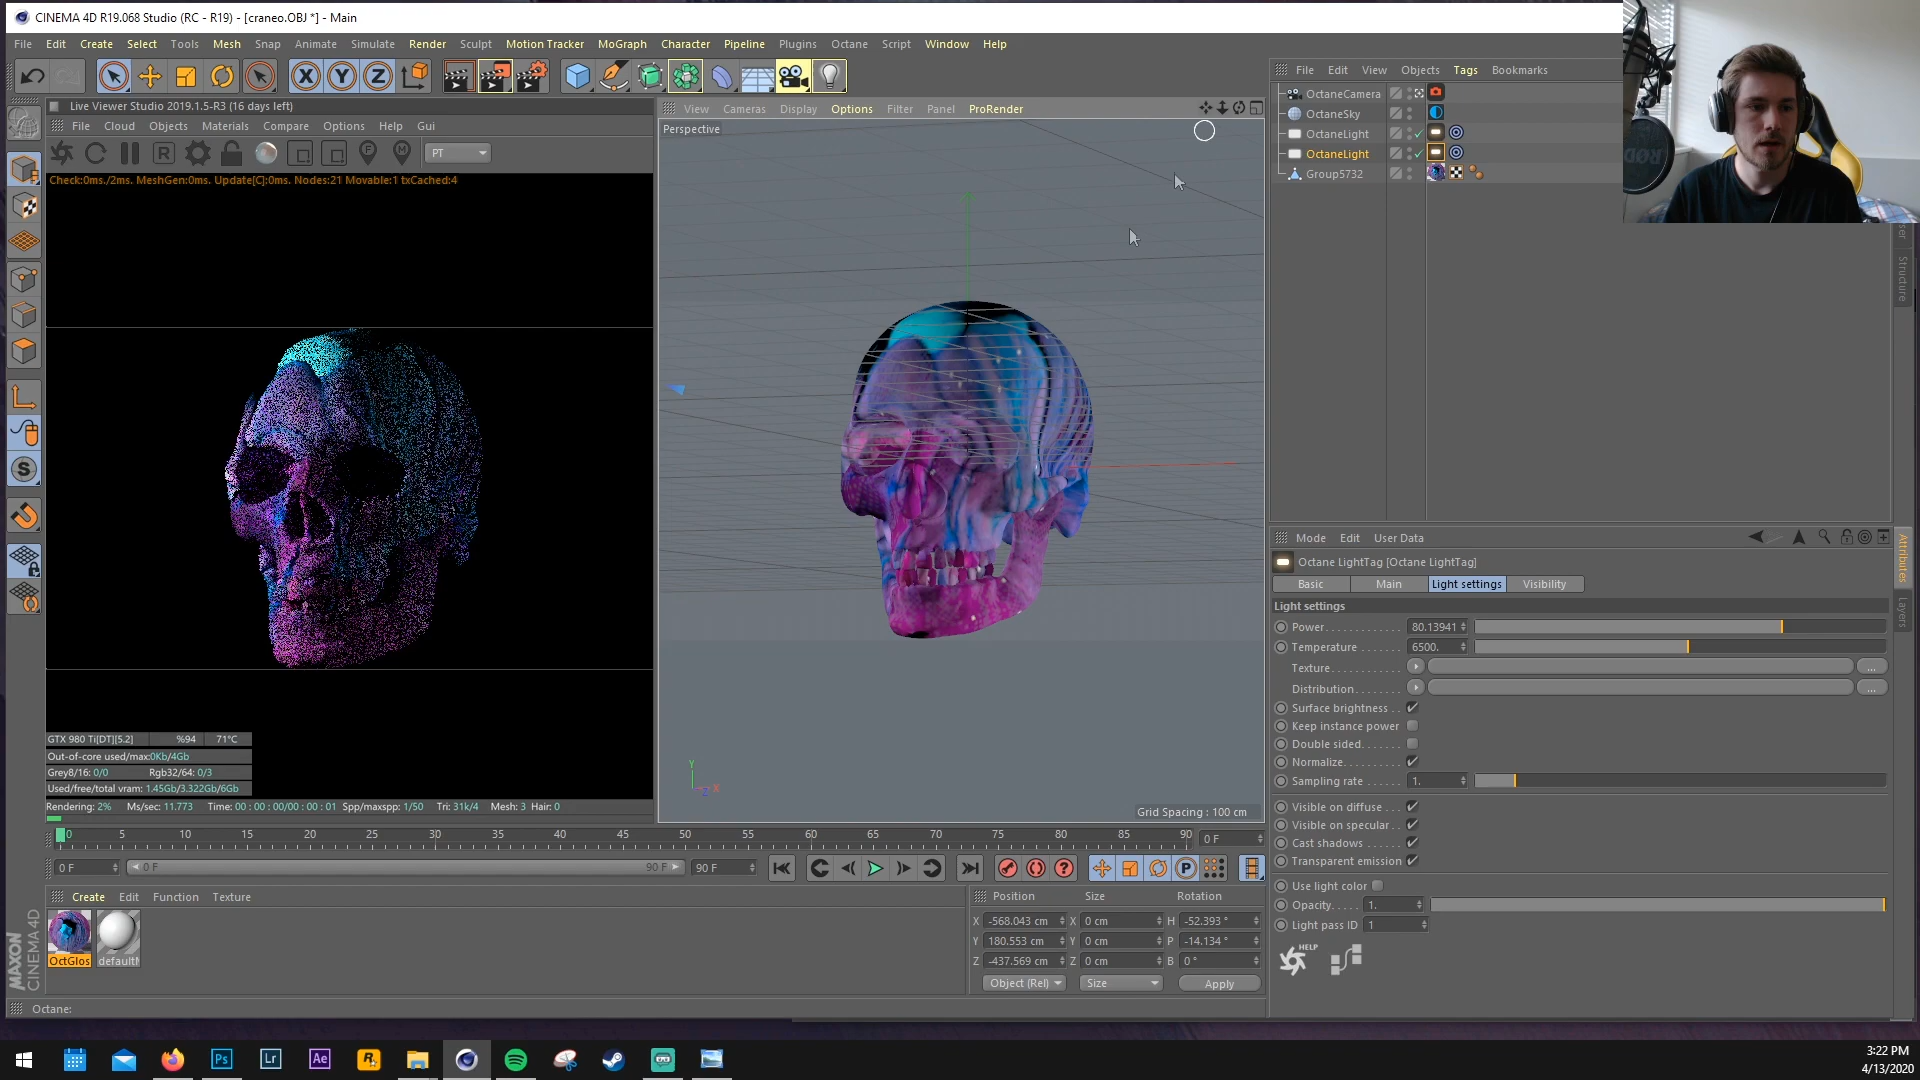 CINEMA 4D R19.068 Studio (RC - R19) - [craneo.OBJ *] - Main
File Edit Create Select Tools Mesh Snap Animate Simulate Render Sculpt Motion Tracker MoGraph Character Pipeline Plugins Octane Script Window Help
X Y Z
Live Viewer Studio 2019.1.5-R3 (16 days left)
File Cloud Objects Materials Compare Options Help Gui
R F M PT
Check:0ms./2ms. MeshGen:0ms. Update[C]:0ms. Nodes:21 Movable:1 txCached:4
GTX 980 Ti[DT][5.2] %94 71°C
Out-of-core used/max:0Kb/4Gb
Grey8/16: 0/0 Rgb32/64: 0/3
Used/free/total vram: 1.45Gb/3.322Gb/6Gb
Rendering: 2% Ms/sec: 11.773 Time: 00 : 00 : 00/00 : 00 : 01 Spp/maxspp: 1/50 Tri: 31k/4 Mesh: 3 Hair: 0
View Cameras Display Options Filter Panel ProRender
Perspective
Y
Z X
Grid Spacing : 100 cm
File Edit View Objects Tags Bookmarks
OctaneCamera
OctaneSky
OctaneLight
OctaneLight
Group5732
RØDE
Structure
Mode Edit User Data
Octane LightTag [Octane LightTag]
Basic Main Light settings Visibility
Light settings
Power 80.13941
Temperature 6500.
Texture ...
Distribution ...
Surface brightness
Keep instance power
Double sided
Normalize
Sampling rate 1.
Visible on diffuse
Visible on specular
Cast shadows
Transparent emission
Use light color
Opacity 1.
Light pass ID 1
HELP
Attributes
Layers
0 5 10 15 20 25 30 35 40 45 50 55 60 65 70 75 80 85 90 0 F
0 F 0 F 90 F 90 F
P
Create Edit Function Texture
OctGlos
Position Size Rotation
X -568.043 cm X 0 cm H -52.393 °
Y 180.553 cm Y 0 cm P -14.134 °
Z -437.569 cm Z 0 cm B 0 °
Object (Rel) Size Apply
MAXON
CINEMA 4D
Octane:
Ps Lr Ae R
3:22 PM
4/13/2020